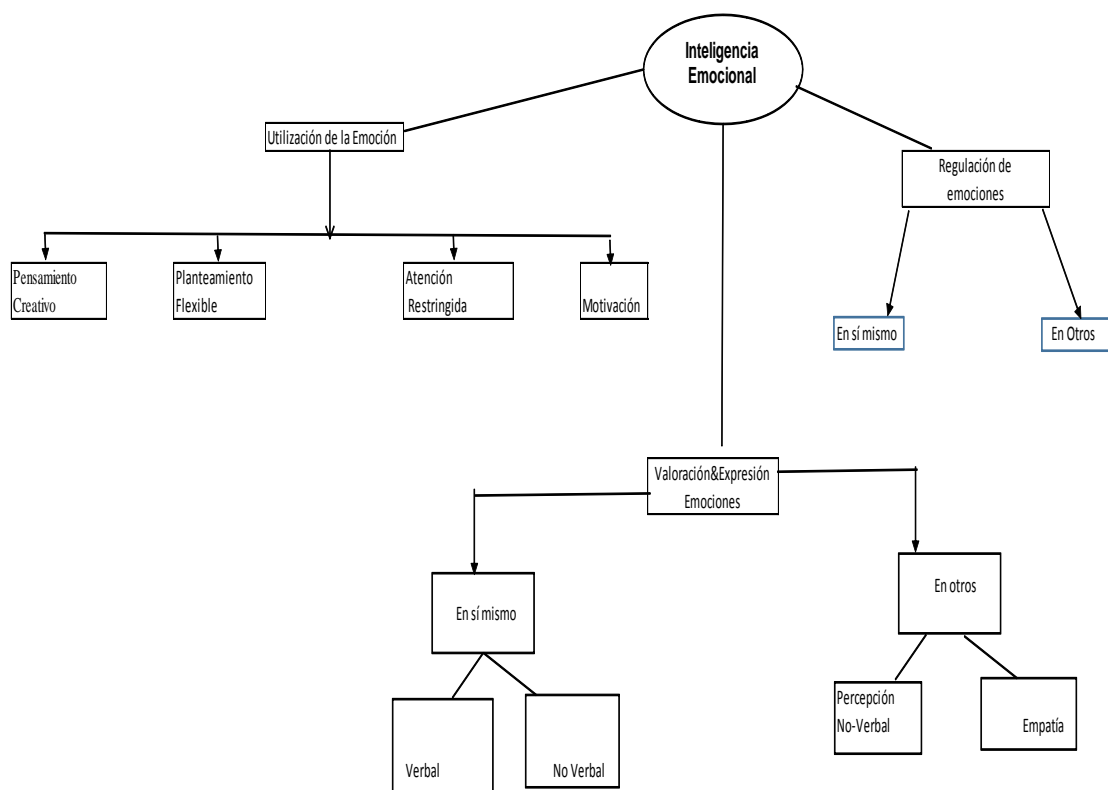 Inteligencia
Emocional
Utilización de la Emoción
Regulación de
emociones
Pensamiento
Creativo
Planteamiento
Flexible
Atención
Restringida
Motivación
En sí mismo
En Otros
Valoración&Expresión
Emociones
En sí mismo
En otros
Verbal
No Verbal
Percepción
No-Verbal
Empatía